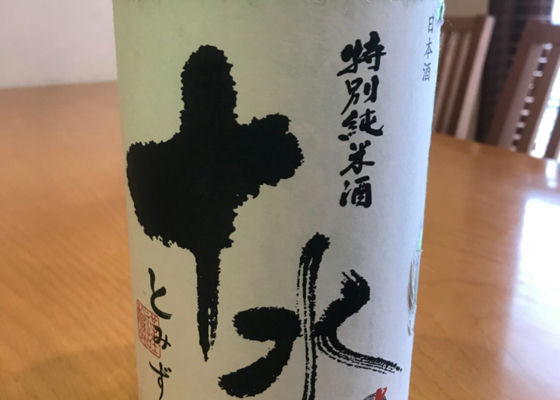 日本酒
特別純米酒
十水
とみず